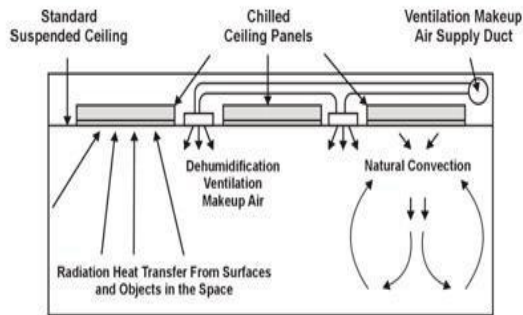 Standard
Suspended Ceiling
Chilled
Ceiling Panels
Ventilation Makeup
Air Supply Duct
Dehumidification
Ventilation
Makeup Air
Natural Convection
Radiation Heat Transfer From Surfaces
and Objects in the Space